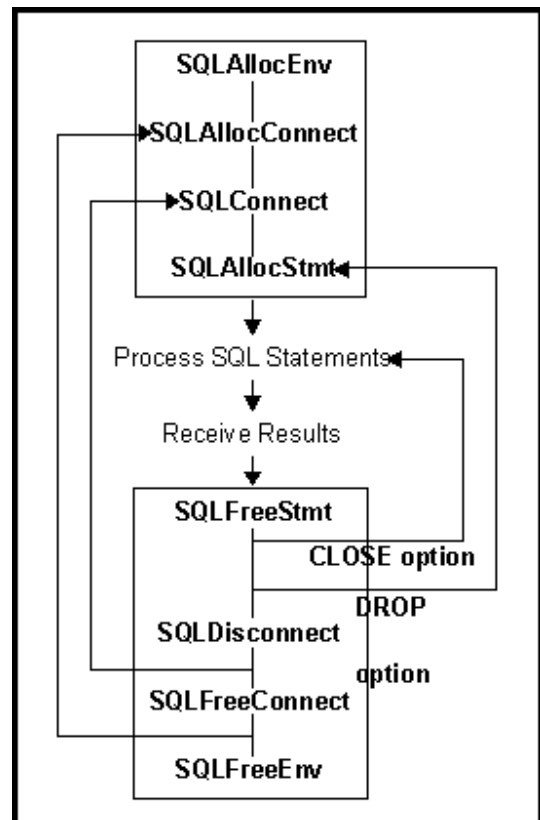 SQLAllocEnv
SQLAllocConnect
SQLConnect
SQLAllocStmt
Process SQL Statements
Receive Results
SQLFreeStmt
CLOSE option
DROP
SQLDisconnect
option
SQLFreeConnect
SQLFreeEnv